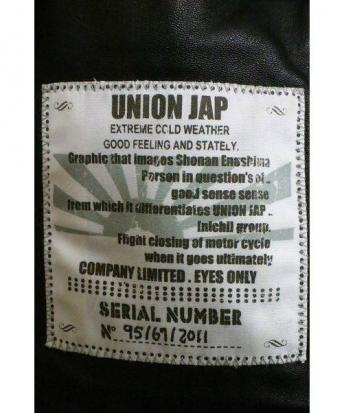 UNION JAP
EXTREME COLD WEATHER
GOOD FEELING AND STATELY.
Graphic that images Shonan Enoshima
Person in question's of
good sense sense
from which it differentiates UNION JAP
Inichii group.
Flight closing of motor cycle
when it goes ultimately
COMPANY LIMITED . EYES ONLY
SERIAL NUMBER
No 95/67/2011